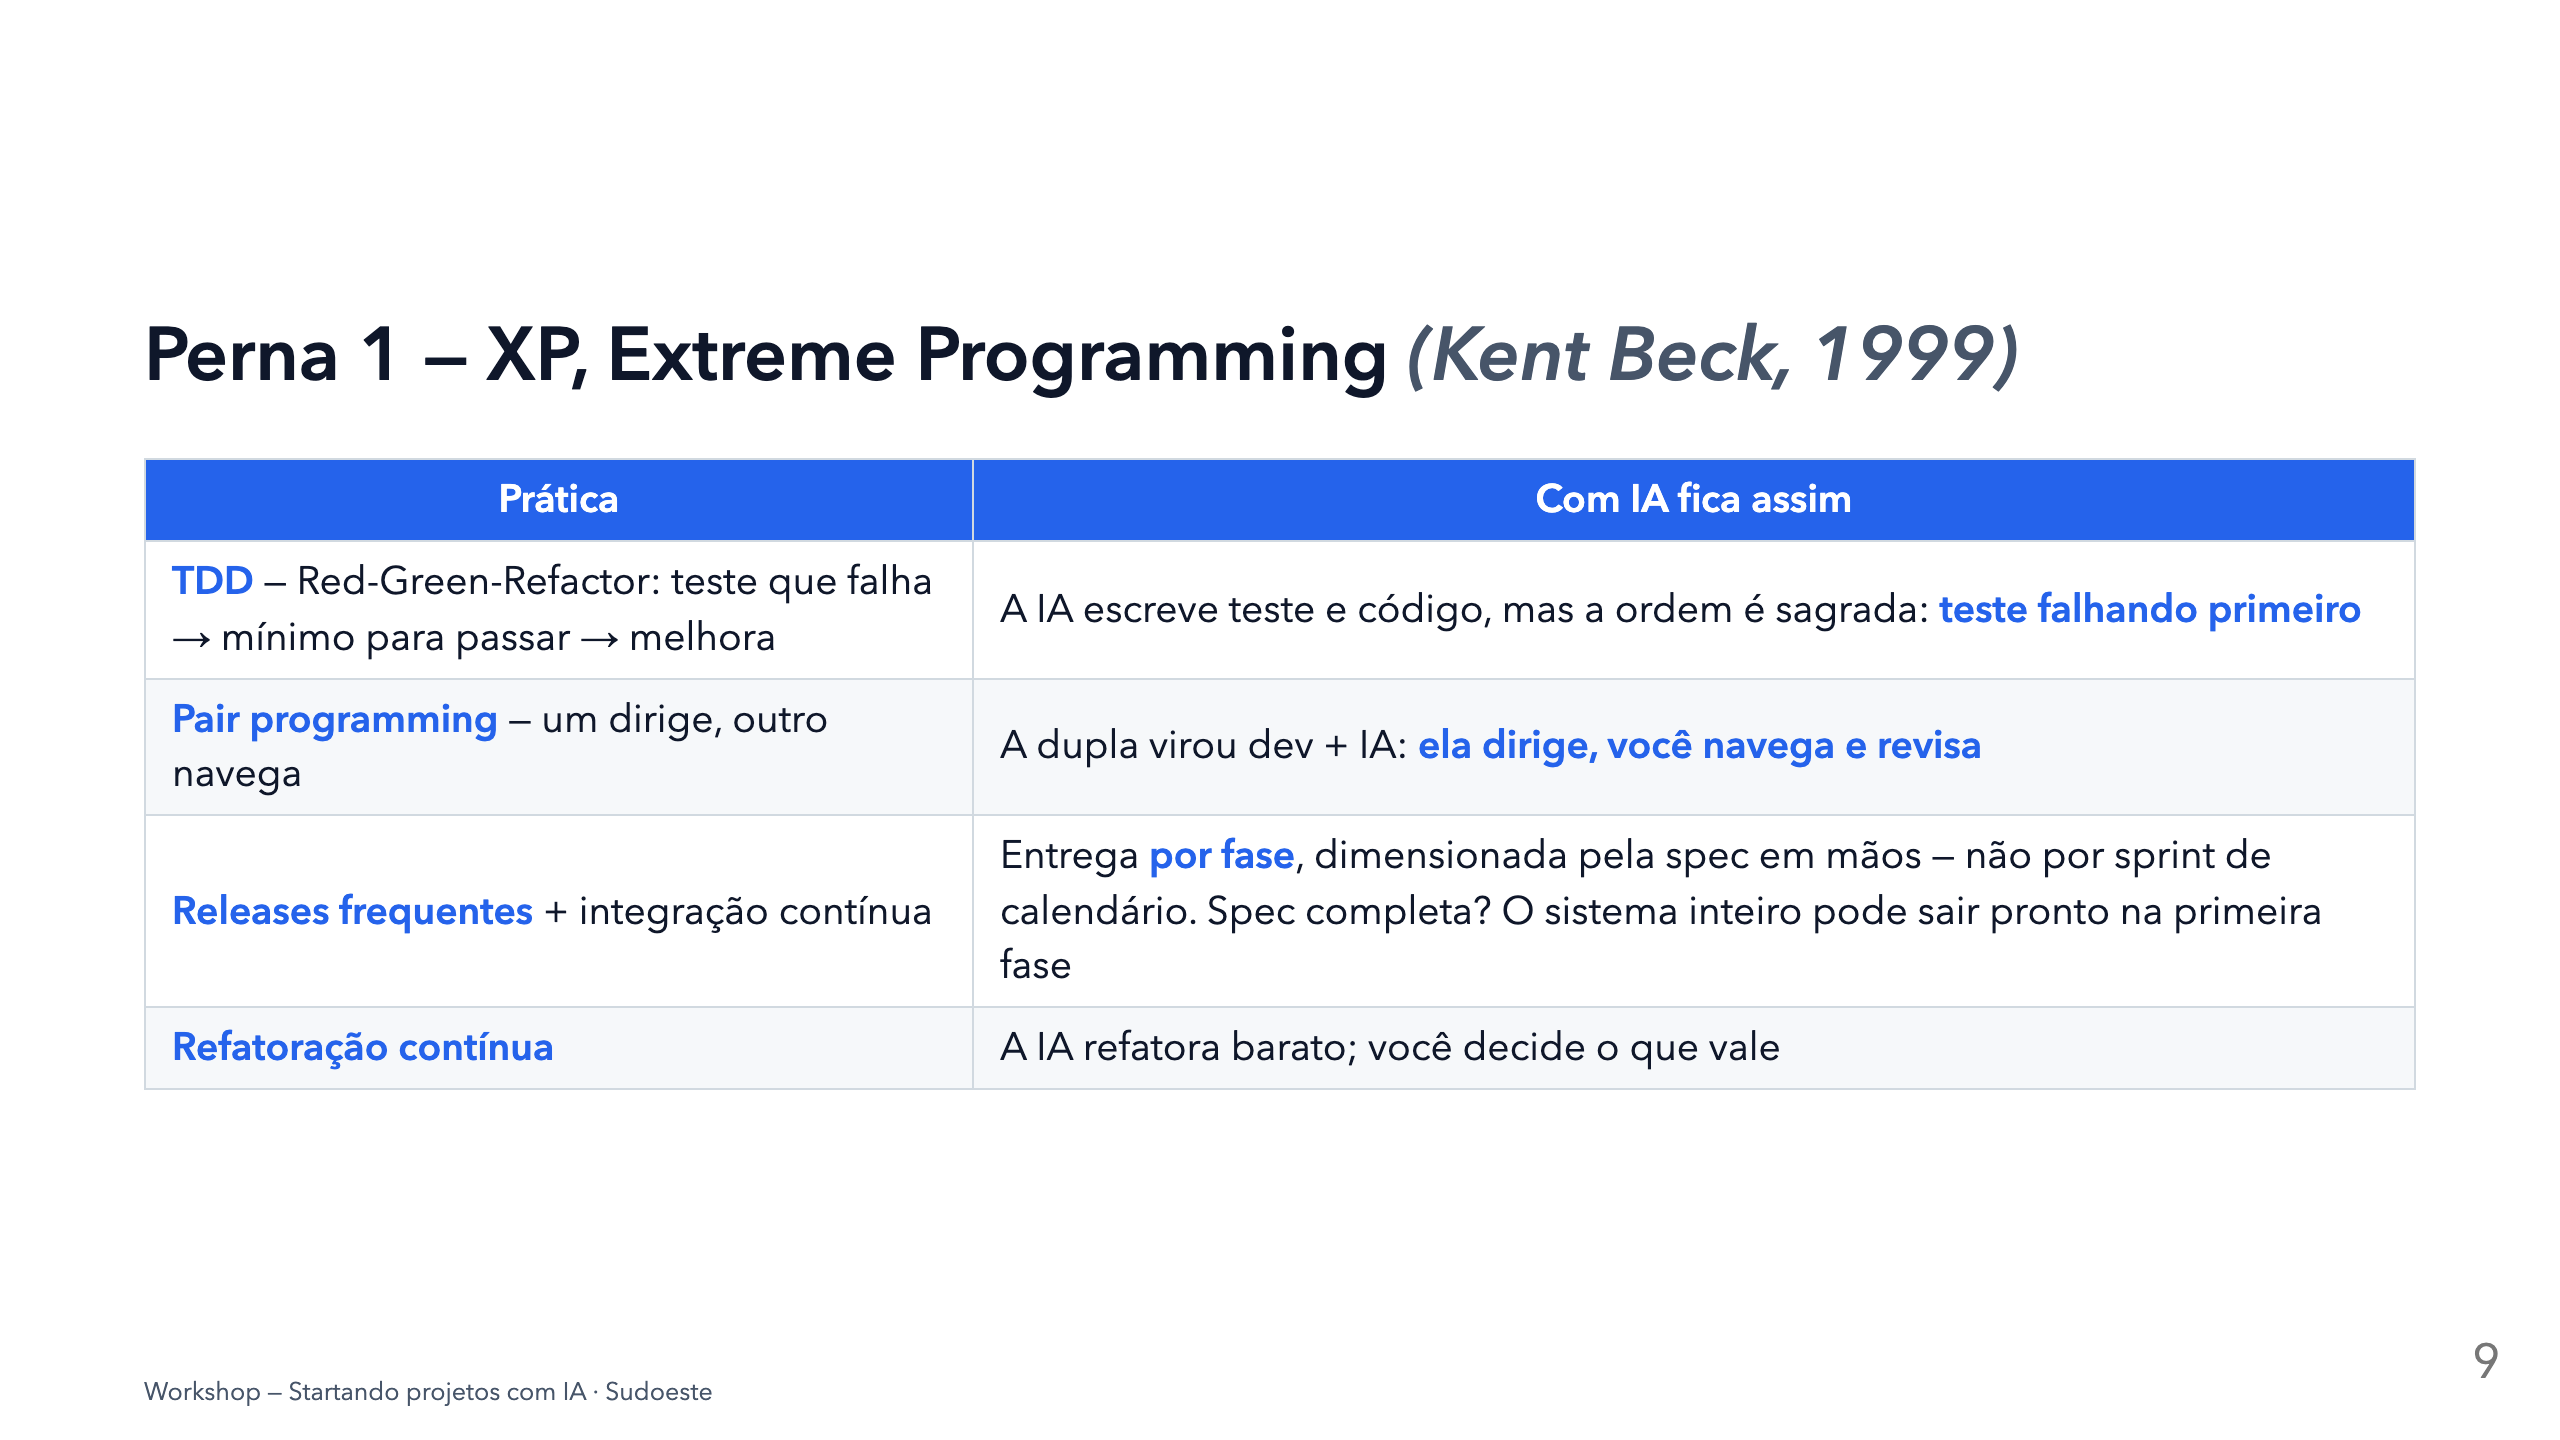 Perna 1 – XP, Extreme Programming (Kent Beck, 1999)
Prática
Com IA fica assim
TDD – Red-Green-Refactor: teste que falha
→ mínimo para passar → melhora
A IA escreve teste e código, mas a ordem é sagrada: teste falhando primeiro
Pair programming – um dirige, outro
navega
A dupla virou dev + IA: ela dirige, você navega e revisa
Releases frequentes + integração contínua
Entrega por fase, dimensionada pela spec em mãos – não por sprint de
calendário. Spec completa? O sistema inteiro pode sair pronto na primeira
fase
Refatoração contínua
A IA refatora barato; você decide o que vale
Workshop – Startando projetos com IA · Sudoeste
9